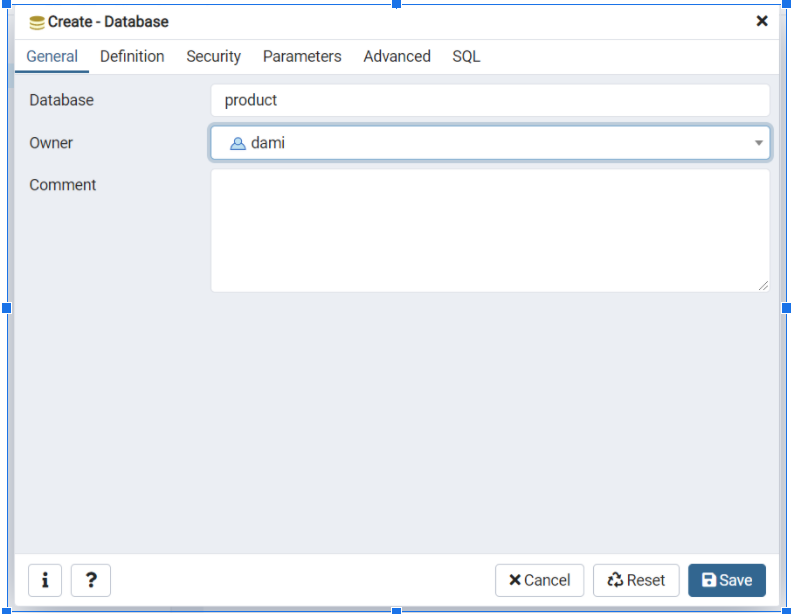 Create - Database
General Definition Security Parameters Advanced SQL
Database product
Owner dami
Comment
i ? Cancel Reset Save